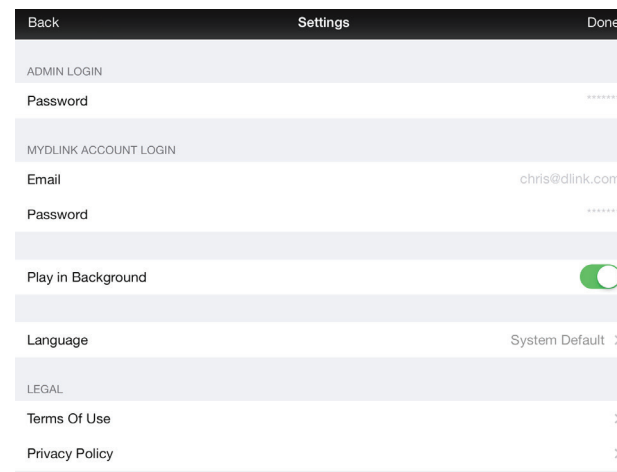 Back Settings Done
ADMIN LOGIN
Password ******
MYDLINK ACCOUNT LOGIN
Email chris@dlink.com
Password ******
Play in Background
Language System Default
LEGAL
Terms Of Use
Privacy Policy